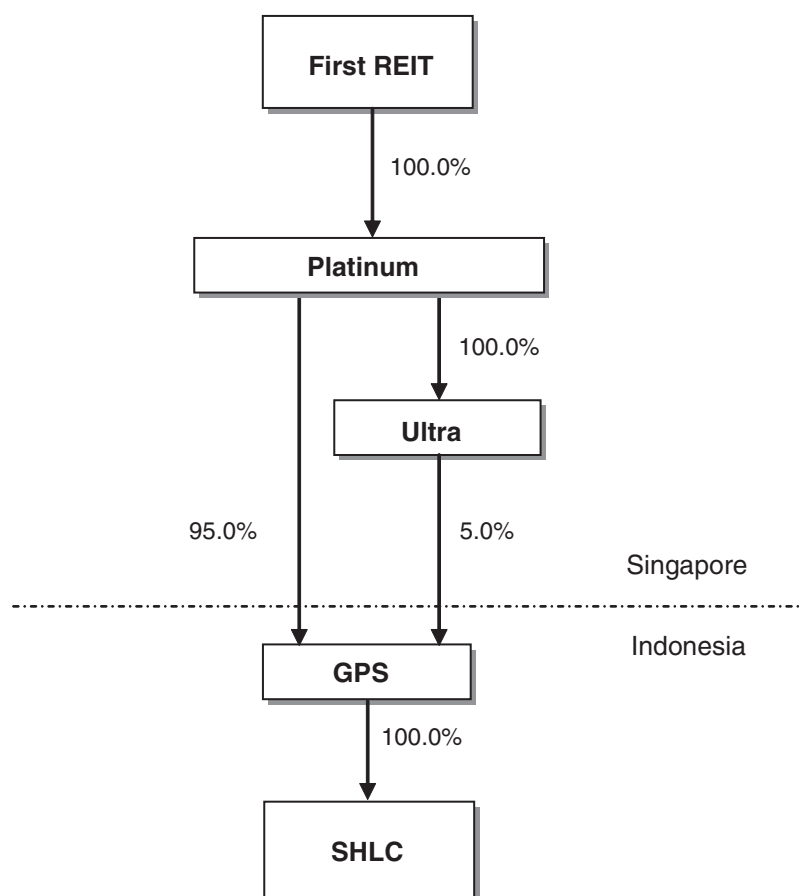 First REIT
100.0%
Platinum
100.0%
Ultra
95.0%
5.0%
Singapore
Indonesia
GPS
100.0%
SHLC